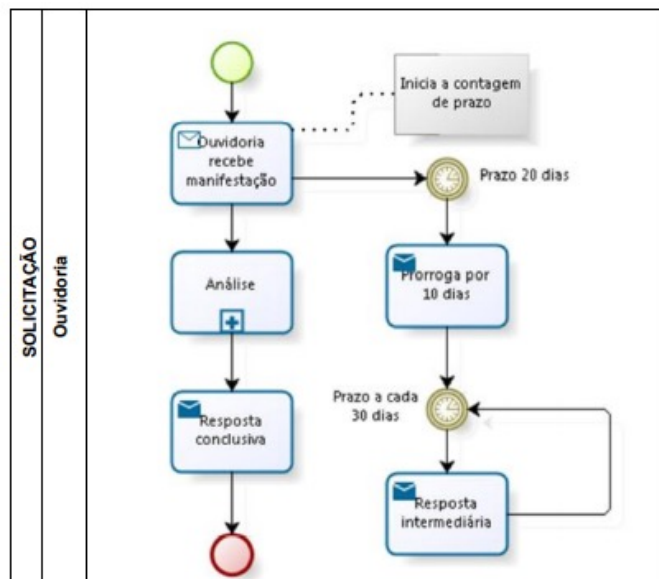 SOLICITAÇÃO
Ouvidoria
Inicia a contagem
de prazo
Ouvidoria
recebe
manifestação
Prazo 20 dias
Análise
Prorroga por
10 dias
Prazo a cada
30 dias
Resposta
conclusiva
Resposta
intermediária